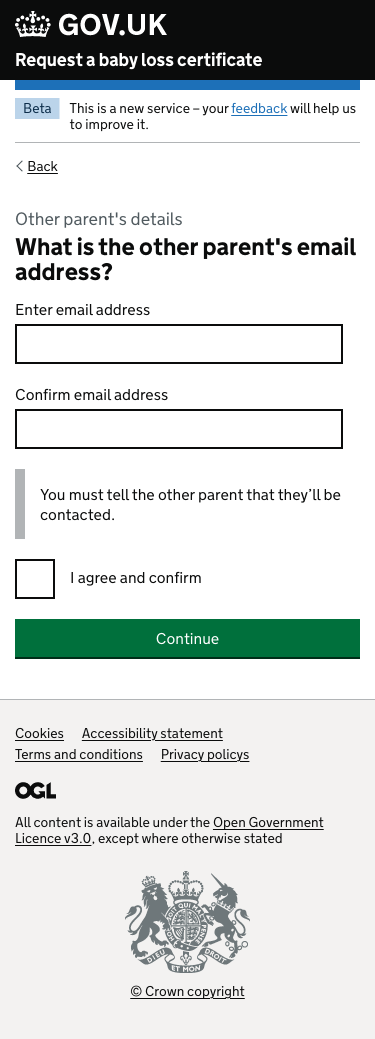 GOV.UK
Request a baby loss certificate
Beta This is a new service – your feedback will help us
to improve it.
Back
Other parent's details
What is the other parent's email
address?
Enter email address
Confirm email address
You must tell the other parent that they’ll be
contacted.
I agree and confirm
Continue
Cookies Accessibility statement
Terms and conditions Privacy policys
OGL
All content is available under the Open Government
Licence v3.0, except where otherwise stated
DIEU ET MON DROIT
© Crown copyright